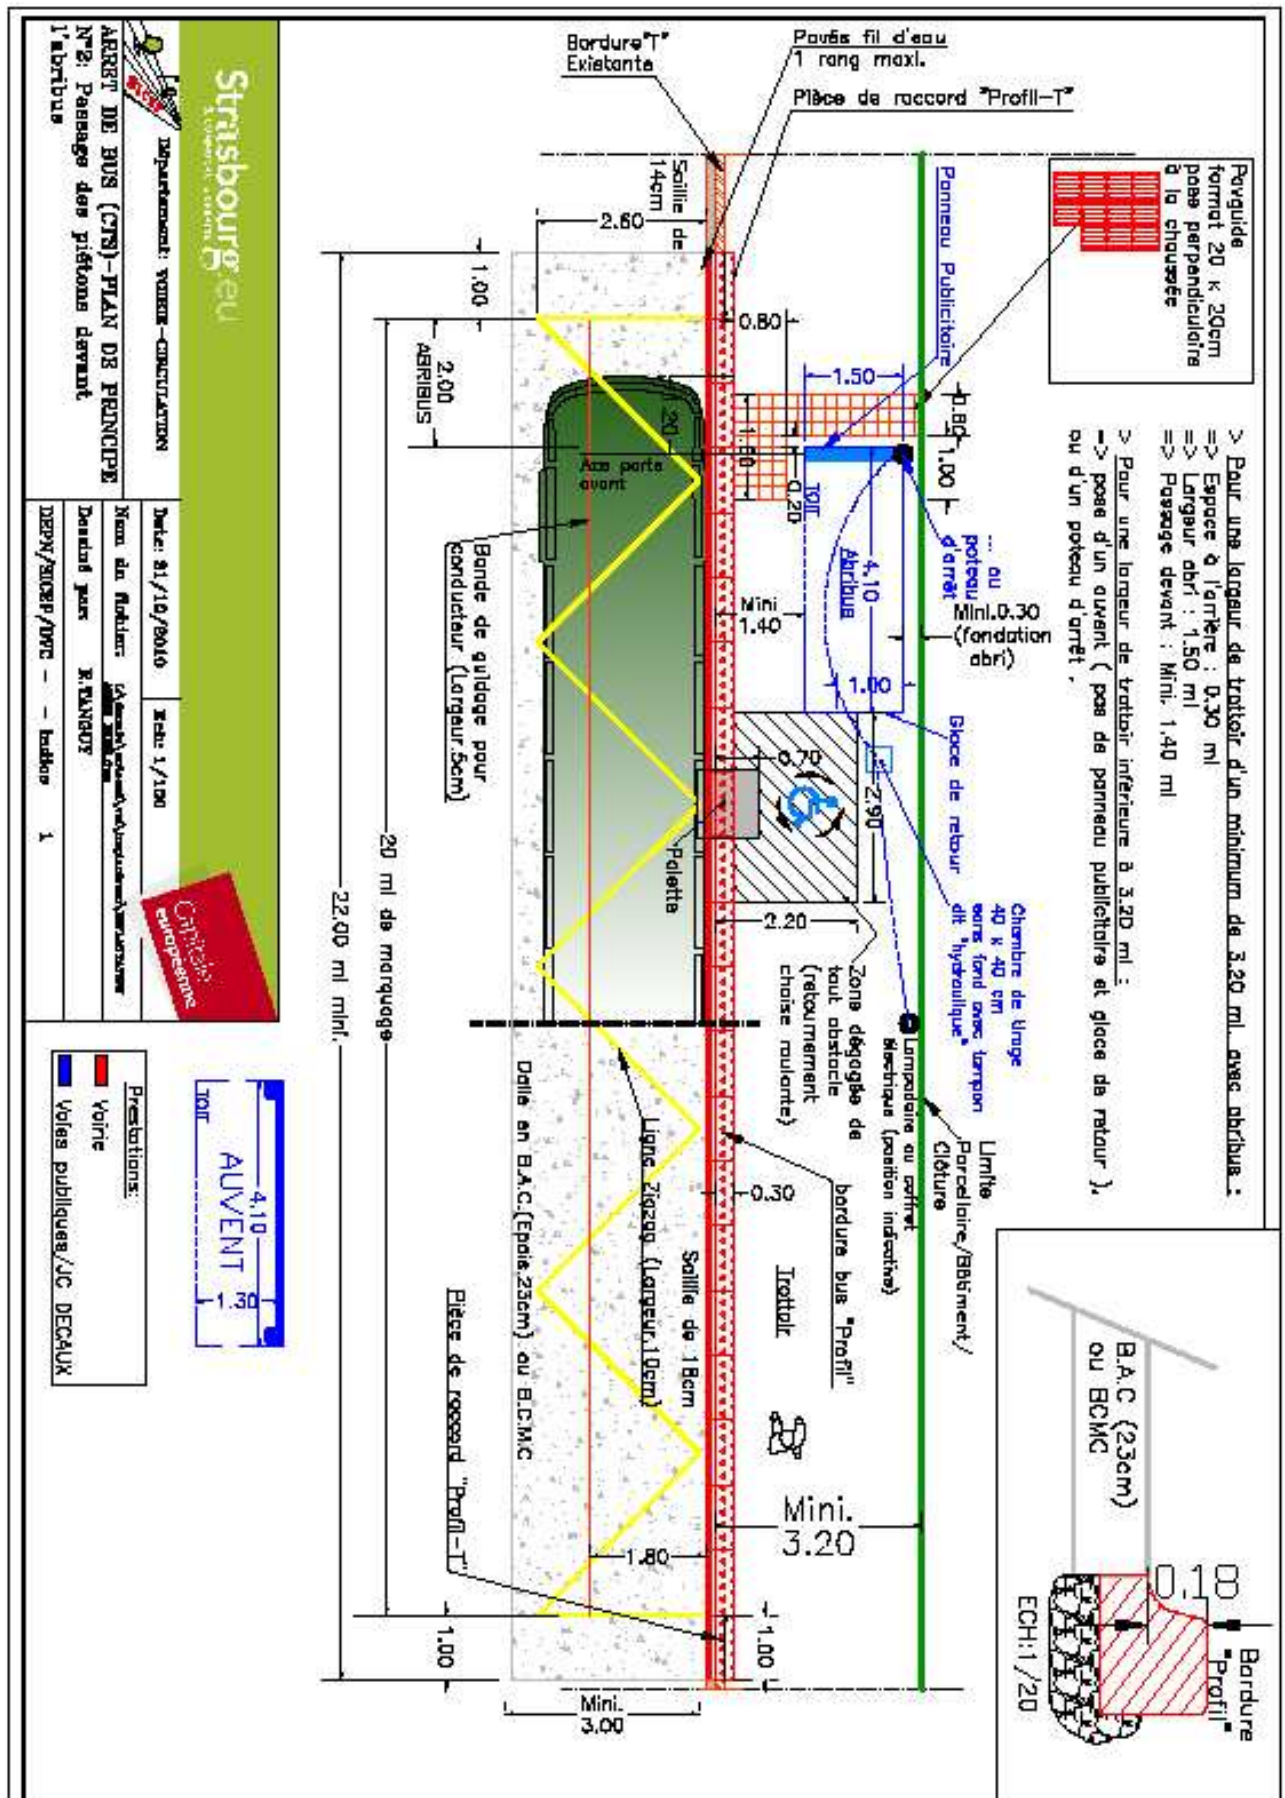 Pavguide
format 20 x 20cm
pose perpendiculaire
à la chaussée
> Pour une largeur de trottoir d'un minimum de 3.20 ml, avec abribus :
=> Espace à l'arrière : 0.30 ml
=> Largeur abri : 1.50 ml
=> Passage devant : Mini. 1.40 ml
> Pour une largeur de trottoir inférieure à 3.20 ml :
=> pose d'un auvent ( pas de panneau publicitaire et glace de retour ),
ou d'un poteau d'arrêt.
B.A.C (23cm)
ou BCMC
0.18
Bordure
"Profil"
ECH:1/20
Bordure"T"
Existante
Pavés fil d'eau
1 rang maxi.
Pièce de raccord "Profil-T"
Panneau Publicitaire
Saillie de
14cm
2.60
1.00
0.80
1.50
0.80
1.00
2.00
ABRIBUS
Axe porte
avant
0.20
TOIT
... ou
poteau
d'arrêt
4.10
Abribus
Mini.0.30
(fondation
abri)
Mini
1.40
1.00
Glace de retour
Chambre de tirage
40 x 40 cm
sans fond avec tampon
dit "hydraulique"
0.70
2.90
Palette
2.20
Bande de guidage pour
conducteur (Largeur.5cm)
Zone dégagée de
tout obstacle
(retournement
chaise roulante)
Lampadaire ou coffret
électrique (position indicative)
Limite
Parcellaire/Bâtiment/
Clôture
bordure bus "Profil"
0.30
Trottoir
Saillie de 18cm
Ligne Zigzag (Largeur.10cm)
Dalle en B.A.C.(Epais.23cm) ou B.C.M.C
Pièce de raccord "Profil-T"
Mini.
3.20
1.80
1.00
1.00
Mini.
3.00
20 ml de marquage
22.00 ml mini.
Strasbourg.eu
Capitale
européenne
Département: VOIRIE-CIRCULATION
ARRET DE BUS (CTS)-PLAN DE PRINCIPE
N°2: Passage des piétons devant
l'abribus
Ech: 1/100
Nom du fichier:
Dessiné par E.TANGUY
1
TOIT
4.10
AUVENT
1.30
Prestations:
Voirie
Voies publiques/JC DECAUX